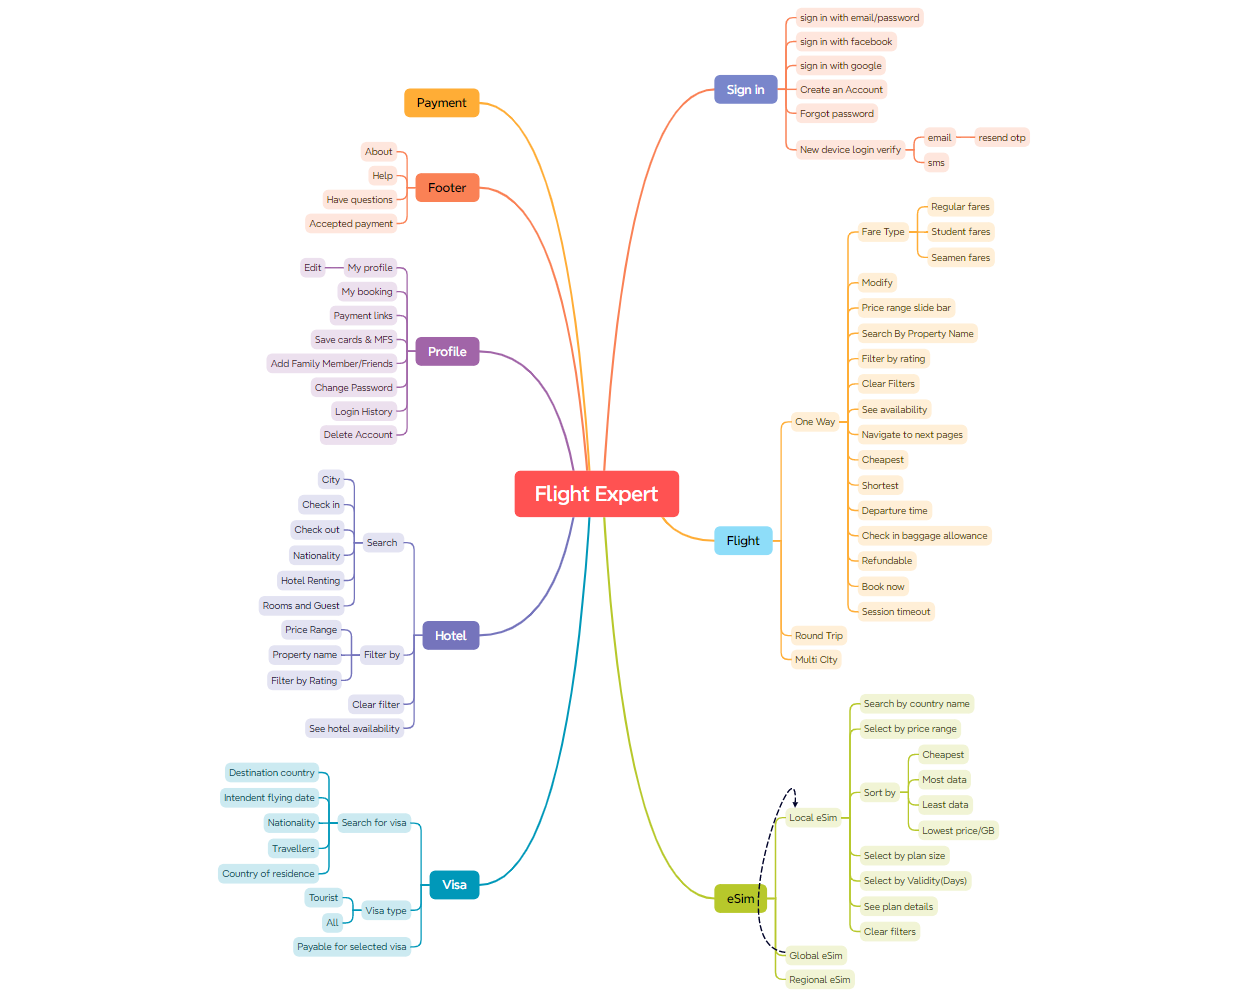 Flight Expert
Sign in
sign in with email/password
sign in with facebook
sign in with google
Create an Account
Forgot password
New device login verify
email
resend otp
sms
Flight
One Way
Fare Type
Regular fares
Student fares
Seamen fares
Modify
Price range slide bar
Search By Property Name
Filter by rating
Clear Filters
See availability
Navigate to next pages
Cheapest
Shortest
Departure time
Check in baggage allowance
Refundable
Book now
Session timeout
Round Trip
Multi CIty
eSim
Local eSim
Search by country name
Select by price range
Sort by
Cheapest
Most data
Least data
Lowest price/GB
Select by plan size
Select by Validity(Days)
See plan details
Clear filters
Global eSim
Regional eSim
Payment
Footer
About
Help
Have questions
Accepted payment
Profile
My profile
Edit
My booking
Payment links
Save cards & MFS
Add Family Member/Friends
Change Password
Login History
Delete Account
Hotel
Search
City
Check in
Check out
Nationality
Hotel Renting
Rooms and Guest
Filter by
Price Range
Property name
Filter by Rating
Clear filter
See hotel availability
Visa
Search for visa
Destination country
Intendent flying date
Nationality
Travellers
Country of residence
Visa type
Tourist
All
Payable for selected visa